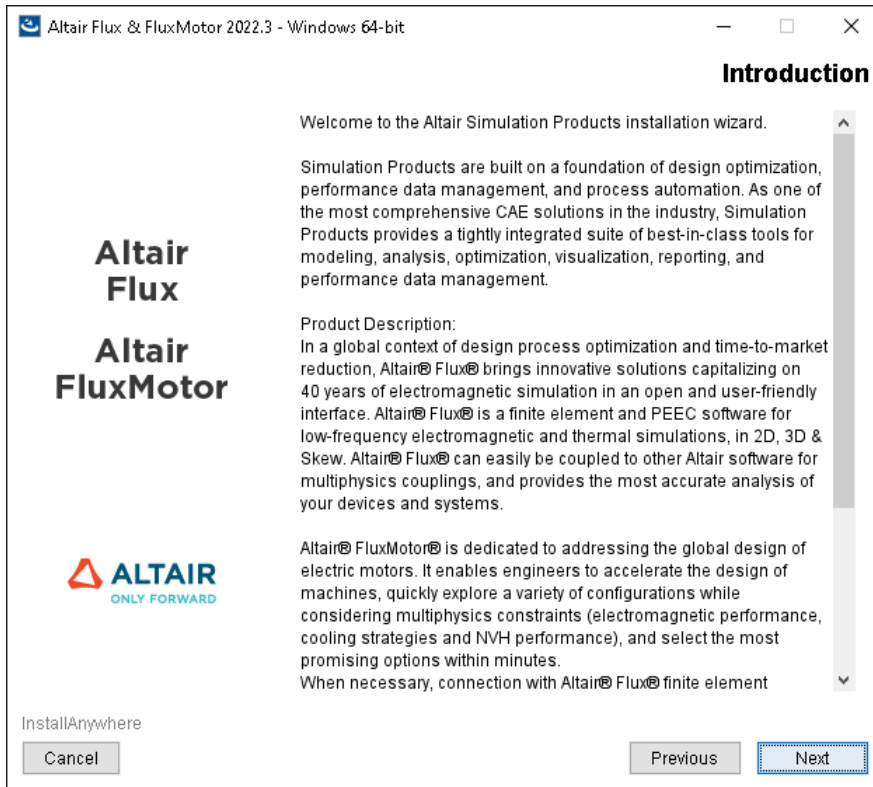 Altair Flux & FluxMotor 2022.3 - Windows 64-bit
Introduction
Welcome to the Altair Simulation Products installation wizard.
Simulation Products are built on a foundation of design optimization,
performance data management, and process automation. As one of
the most comprehensive CAE solutions in the industry, Simulation
Products provides a tightly integrated suite of best-in-class tools for
modeling, analysis, optimization, visualization, reporting, and
performance data management.
Product Description:
In a global context of design process optimization and time-to-market
reduction, Altair® Flux® brings innovative solutions capitalizing on
40 years of electromagnetic simulation in an open and user-friendly
interface. Altair® Flux® is a finite element and PEEC software for
low-frequency electromagnetic and thermal simulations, in 2D, 3D &
Skew. Altair® Flux® can easily be coupled to other Altair software for
multiphysics couplings, and provides the most accurate analysis of
your devices and systems.
Altair® FluxMotor® is dedicated to addressing the global design of
electric motors. It enables engineers to accelerate the design of
machines, quickly explore a variety of configurations while
considering multiphysics constraints (electromagnetic performance,
cooling strategies and NVH performance), and select the most
promising options within minutes.
When necessary, connection with Altair® Flux® finite element
Altair
Flux
Altair
FluxMotor
ALTAIR
ONLY FORWARD
InstallAnywhere
Cancel
Previous
Next